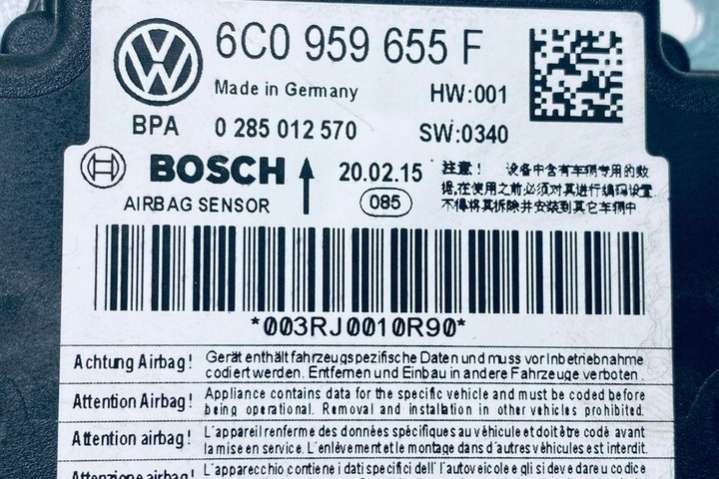 6C0 959 655 F
Made in Germany HW:001
BPA 0 285 012 570 SW:0340
BOSCH 20.02.15
AIRBAG SENSOR 085
注意! 设备中含有车辆专用的数
据,在使用之前必须对其进行编码设置
不得将其拆除并安装到其它车辆中
*003RJ0010R90*
Achtung Airbag! Gerät enthält fahrzeugspezifische Daten und muss vor Inbetriebnahme
codiert werden. Entfernen und Einbau in andere Fahrzeuge verboten.
Attention Airbag! Appliance contains data for the specific vehicle and must be coded before
being operational. Removal and installation in other vehicles prohibited.
Attention airbag! L'appareil renferme des données spécifiques au véhicule et doit être codé avant
la mise en service. L'enlèvement et le montage dans d'autres véhicules est interdit.
Attenzione airbag! L'apparecchio contiene i dati specifici dell'autoveicolo e gli si deve dare u codice